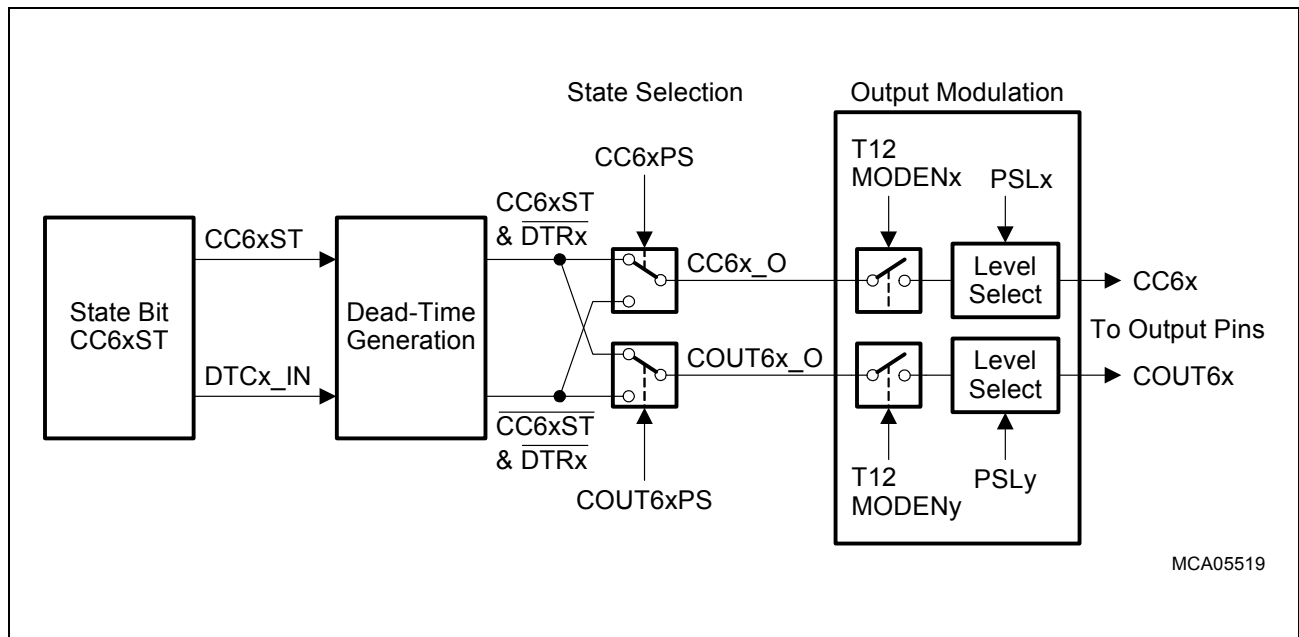 State Selection
Output Modulation
CC6xPS
T12
MODENx
PSLx
CC6xST
& DTRx
CC6xST
CC6x_O
Level
Select
CC6x
State Bit
CC6xST
Dead-Time
Generation
To Output Pins
DTCx_IN
COUT6x_O
Level
Select
COUT6x
CC6xST
& DTRx
COUT6xPS
T12
MODENy
PSLy
MCA05519